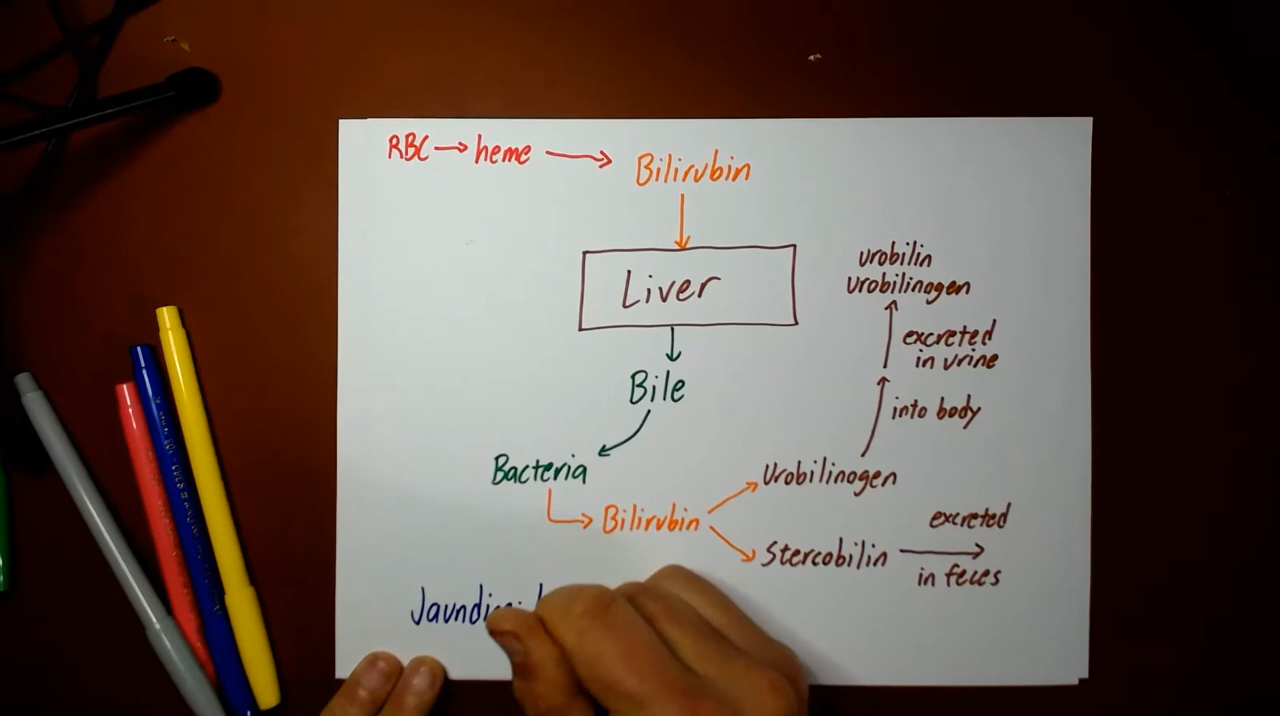 RBC → heme → Bilirubin
Liver
Bile
Bacteria
Bilirubin
Urobilinogen
into body
excreted
in urine
urobilin
urobilinogen
Stercobilin
excreted
in feces